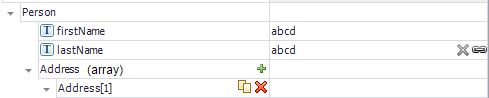 Person
T firstName abcd
T lastName abcd
Address (array)
Address[1]